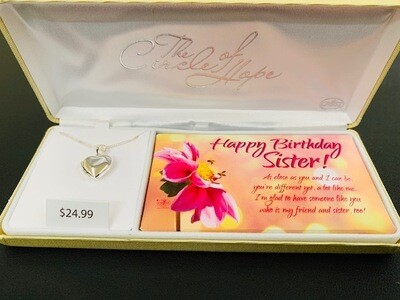 The
Circle of
Hope
Happy Birthday
Sister!
As close as you and I can be
you're different yet, a lot like me.
I'm glad to have someone like you
who is my friend and sister, too!
$24.99